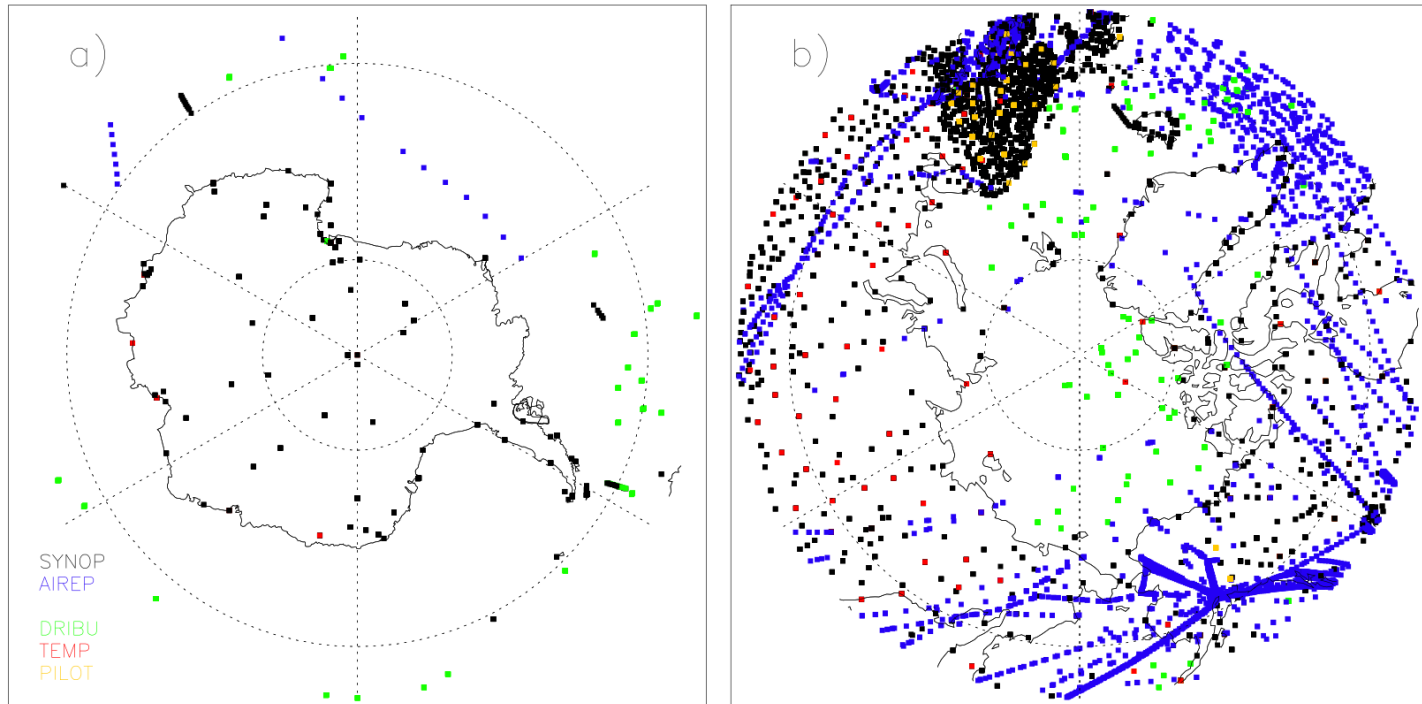 a)
SYNOP
AIREP
DRIBU
TEMP
PILOT
b)